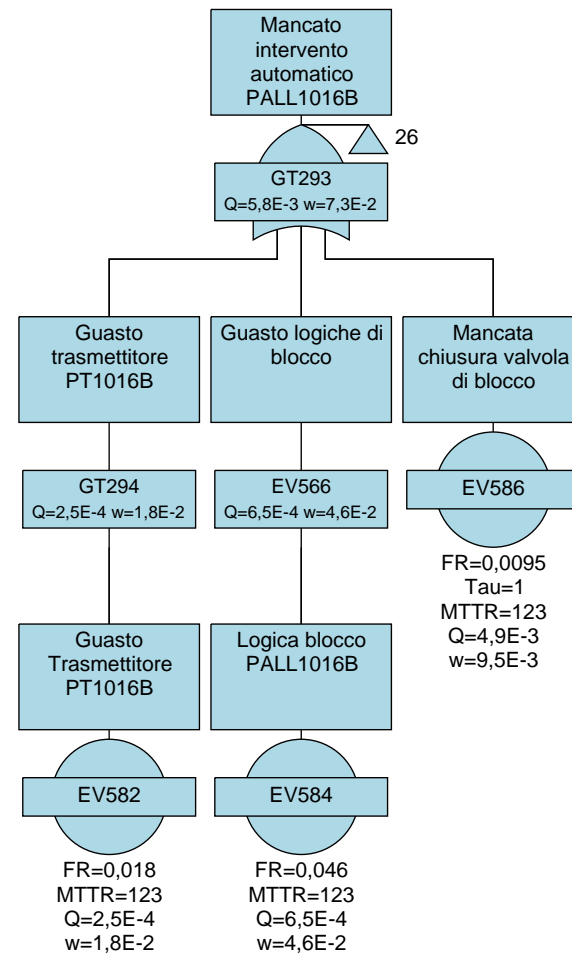 Mancato
intervento
automatico
PALL1016B
26
GT293
Q=5,8E-3 w=7,3E-2
Guasto
trasmettitore
PT1016B
Guasto logiche di
blocco
Mancata
chiusura valvola
di blocco
GT294
Q=2,5E-4 w=1,8E-2
EV566
Q=6,5E-4 w=4,6E-2
EV586
FR=0,0095
Tau=1
MTTR=123
Q=4,9E-3
w=9,5E-3
Guasto
Trasmettitore
PT1016B
Logica blocco
PALL1016B
EV582
FR=0,018
MTTR=123
Q=2,5E-4
w=1,8E-2
EV584
FR=0,046
MTTR=123
Q=6,5E-4
w=4,6E-2